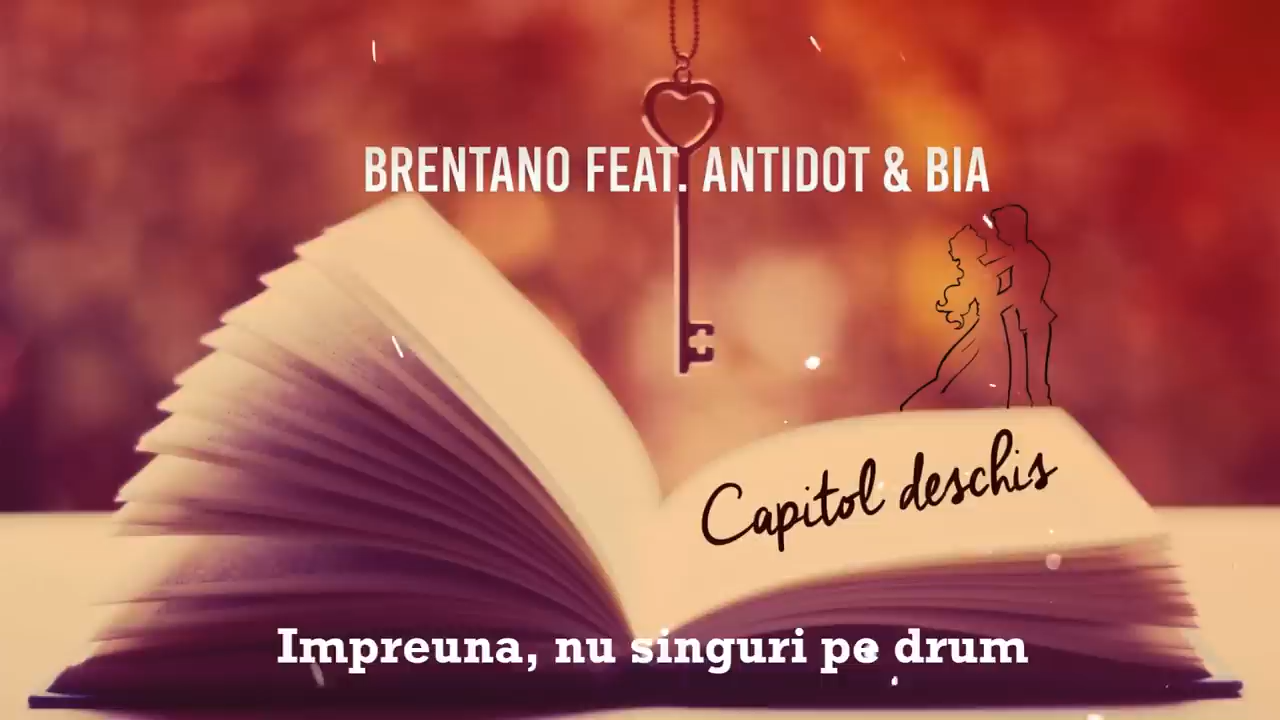 BRENTANO FEAT. ANTIDOT & BIA
Capitol deschis
Impreuna, nu singuri pe drum